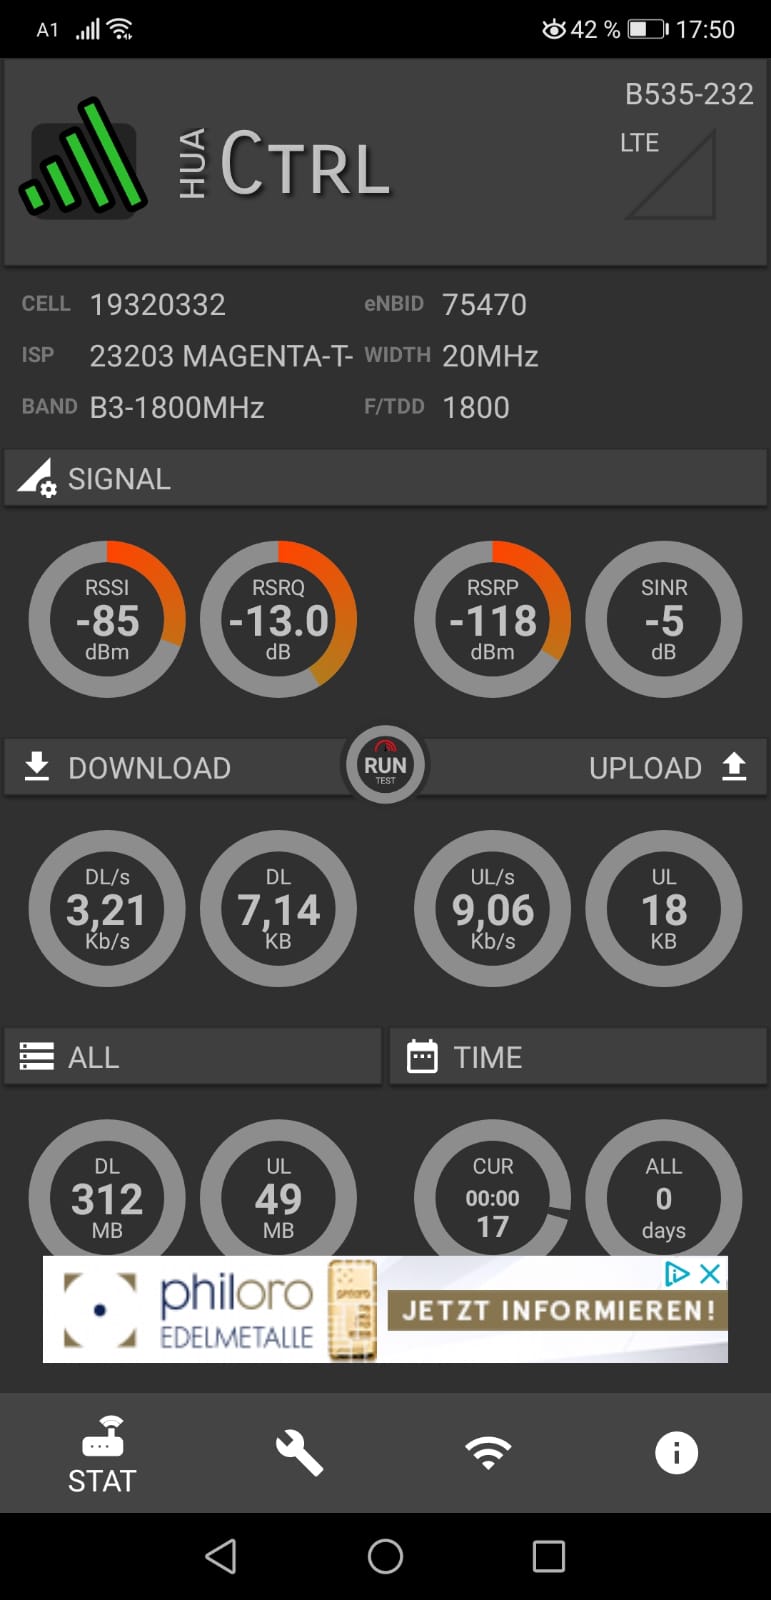 A1 42 % 17:50
B535-232
HUA CTRL LTE
CELL 19320332 eNBID 75470
ISP 23203 MAGENTA-T- WIDTH 20MHz
BAND B3-1800MHz F/TDD 1800
SIGNAL
RSSI RSRQ RSRP SINR
-85 -13.0 -118 -5
dBm dB dBm dB
DOWNLOAD RUN TEST UPLOAD
DL/s DL UL/s UL
3,21 7,14 9,06 18
Kb/s KB Kb/s KB
ALL TIME
DL UL CUR ALL
312 49 00:00 0
MB MB 17 days
philoro
EDELMETALLE
JETZT INFORMIEREN!
STAT